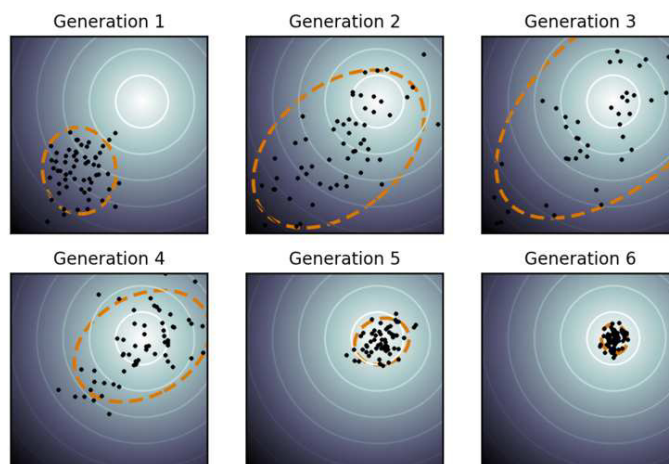 Generation 1
Generation 2
Generation 3
Generation 4
Generation 5
Generation 6